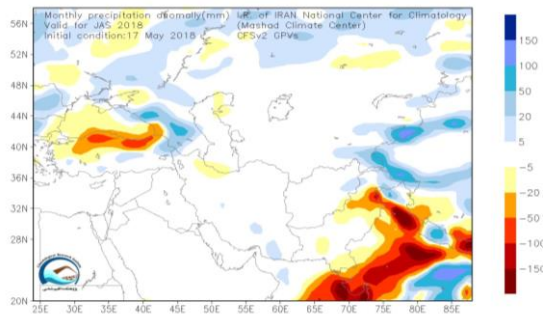 Monthly precipitation anomaly(mm) I.R. of IRAN National Center for Climatology
Valid for JAS 2018 (Mashad Climate Center)
Initial condition:17 May 2018 CFSv2 GPVs
56N
52N
48N
44N
40N
36N
32N
28N
24N
20N
25E 30E 35E 40E 45E 50E 55E 60E 65E 70E 75E 80E 85E
150
100
50
20
5
-5
-20
-50
-100
-150